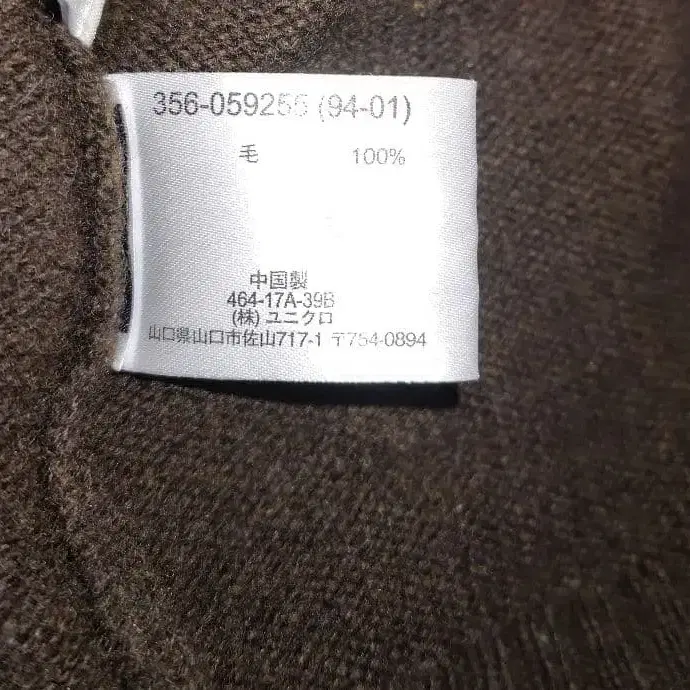 356-059255 (94-01)
毛 100%
中国製
464-17A-39B
(株) ユニクロ
山口県山口市佐山717-1 〒754-0894